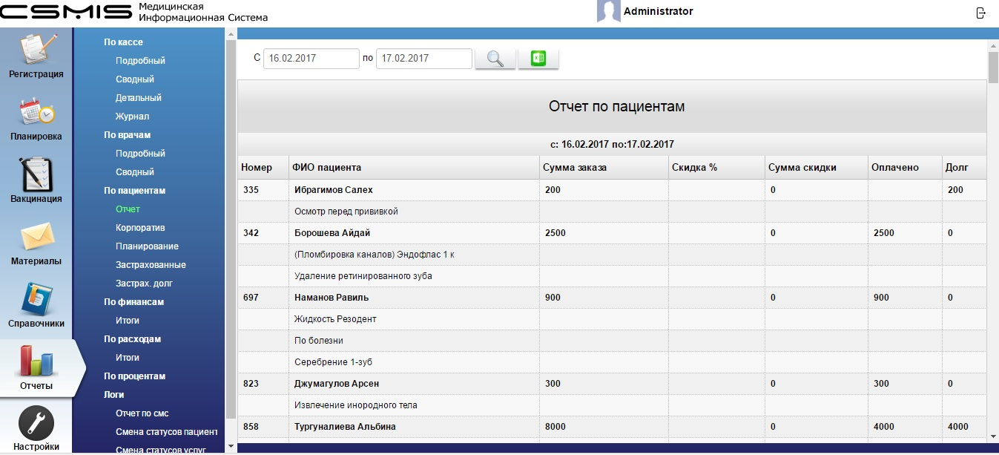 CSMIS Медицинская
Информационная Система
Administrator
Регистрация
Планировка
Вакцинация
Материалы
Справочники
Отчеты
Настройки
По кассе
Подробный
Сводный
Детальный
Журнал
По врачам
Подробный
Сводный
По пациентам
Отчет
Корпоратив
Планирование
Застрахованные
Застрах. долг
По финансам
Итоги
По расходам
Итоги
По процентам
Логи
Отчет по смс
Смена статусов пациент
Смена статусов услуг
С 16.02.2017 по 17.02.2017
Отчет по пациентам
с: 16.02.2017 по:17.02.2017
Номер ФИО пациента Сумма заказа Скидка % Сумма скидки Оплачено Долг
335 Ибрагимов Салех 200 0 200
Осмотр перед прививкой
342 Борошева Айдай 2500 0 2500 0
(Пломбировка каналов) Эндофлас 1 к
Удаление ретинированного зуба
697 Наманов Равиль 900 0 900 0
Жидкость Резодент
По болезни
Серебрение 1-зуб
823 Джумагулов Арсен 300 0 300 0
Извлечение инородного тела
858 Тургуналиева Альбина 8000 0 4000 4000